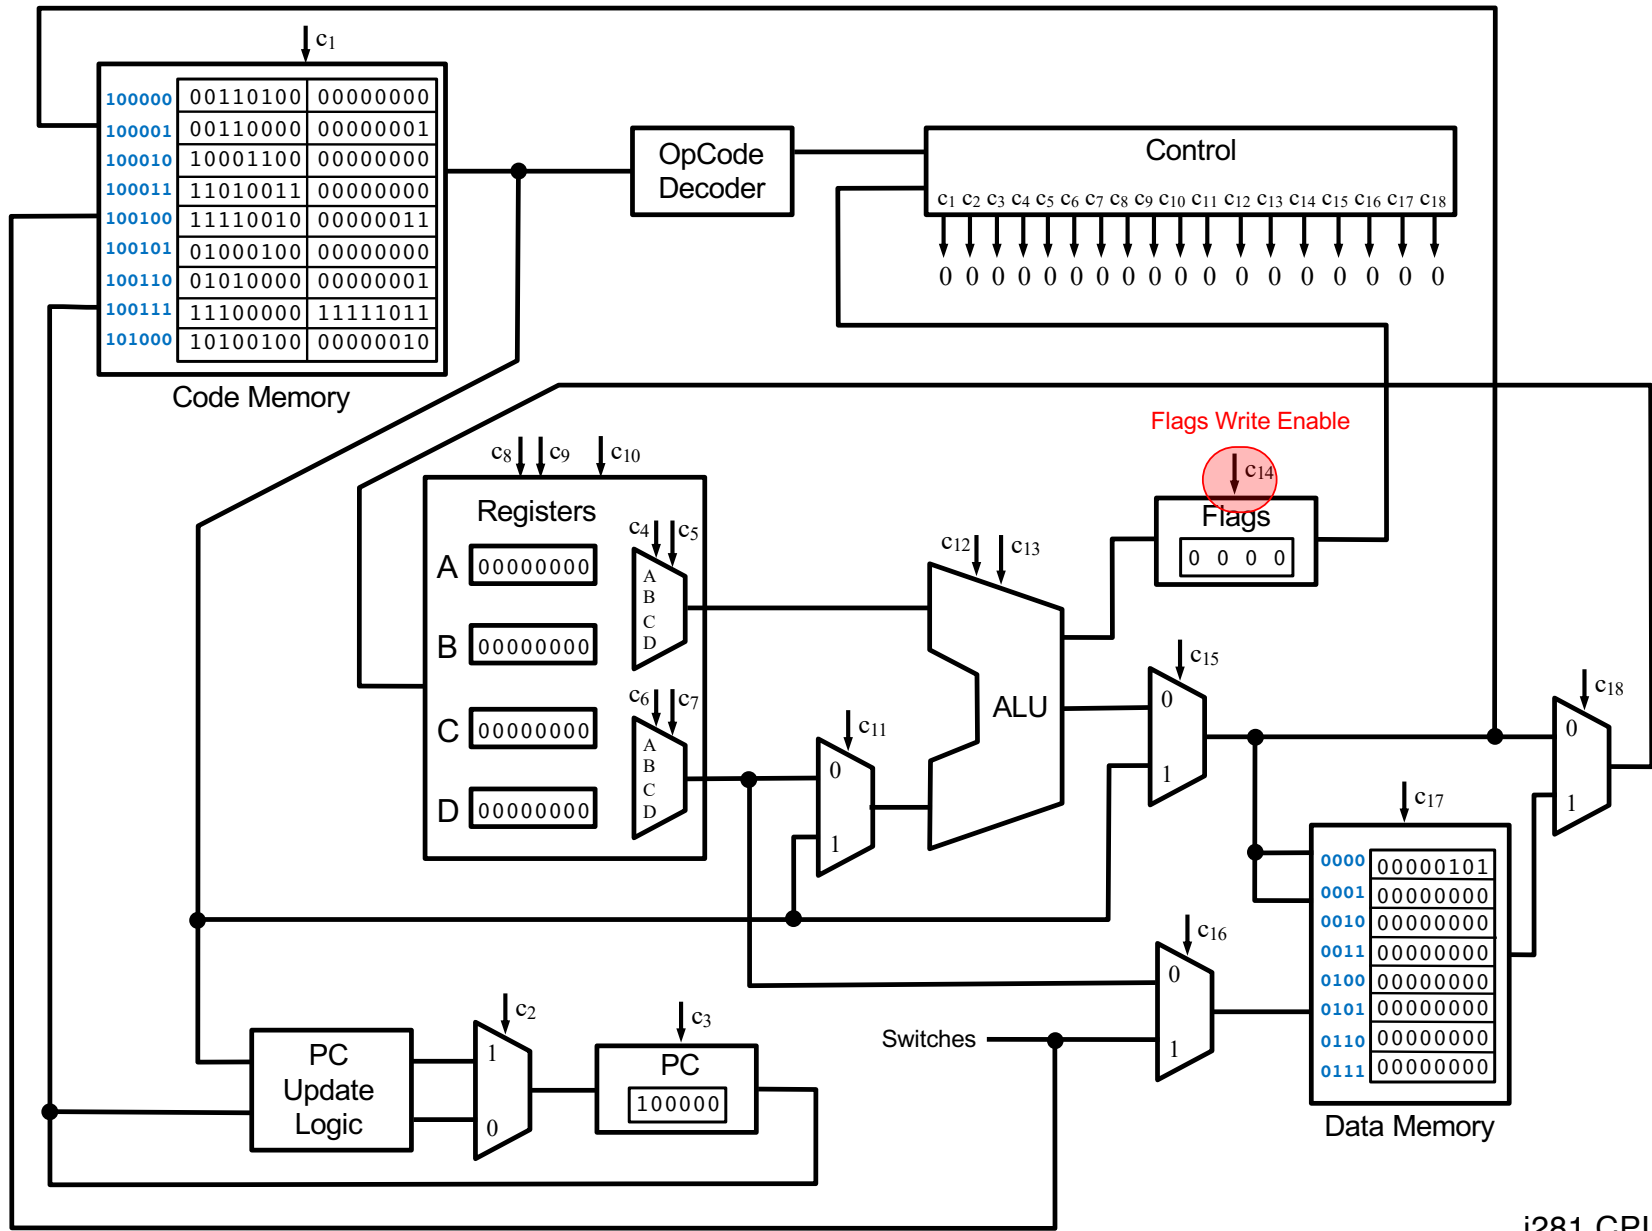 c1
100000 00110100 00000000
100001 00110000 00000001
100010 10001100 00000000
100011 11010011 00000000
100100 11110010 00000011
100101 01000100 00000000
100110 01010000 00000001
100111 11100000 11111011
101000 10100100 00000010
Code Memory
OpCode
Decoder
Control
c1 c2 c3 c4 c5 c6 c7 c8 c9 c10 c11 c12 c13 c14 c15 c16 c17 c18
0 0 0 0 0 0 0 0 0 0 0 0 0 0 0 0 0 0
Flags Write Enable
c14
Flags
0 0 0 0
c8 c9 c10
Registers
c4 c5
A 00000000
B 00000000
C 00000000
D 00000000
A
B
C
D
c6 c7
A
B
C
D
c11
0
1
c12 c13
ALU
c15
0
1
c18
0
1
c17
0000 00000101
0001 00000000
0010 00000000
0011 00000000
0100 00000000
0101 00000000
0110 00000000
0111 00000000
Data Memory
c16
0
1
Switches
PC
Update
Logic
c2
1
0
c3
PC
100000